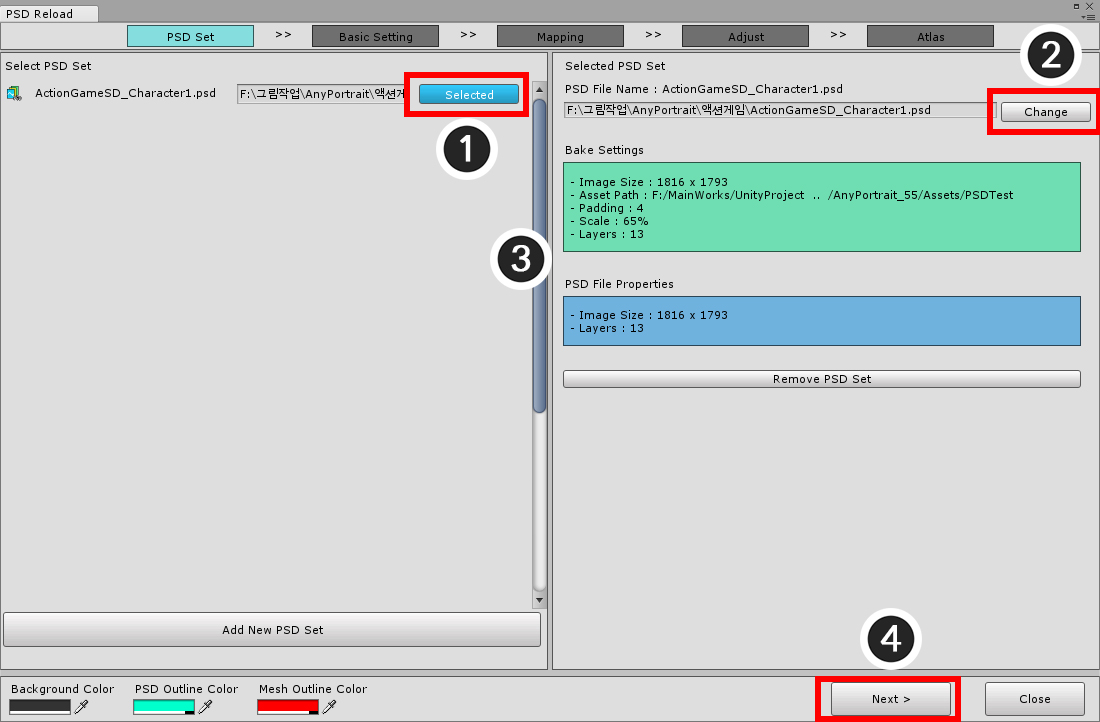 PSD Reload
PSD Set >> Basic Setting >> Mapping >> Adjust >> Atlas
Select PSD Set
ActionGameSD_Character1.psd F:\그림작업\AnyPortrait\액션게 Selected
1
3
Add New PSD Set
Selected PSD Set
2
PSD File Name : ActionGameSD_Character1.psd
F:\그림작업\AnyPortrait\액션게임\ActionGameSD_Character1.psd Change
Bake Settings
- Image Size : 1816 x 1793
- Asset Path : F:/MainWorks/UnityProject .. /AnyPortrait_55/Assets/PSDTest
- Padding : 4
- Scale : 65%
- Layers : 13
PSD File Properties
- Image Size : 1816 x 1793
- Layers : 13
Remove PSD Set
4
Background Color PSD Outline Color Mesh Outline Color
Next > Close